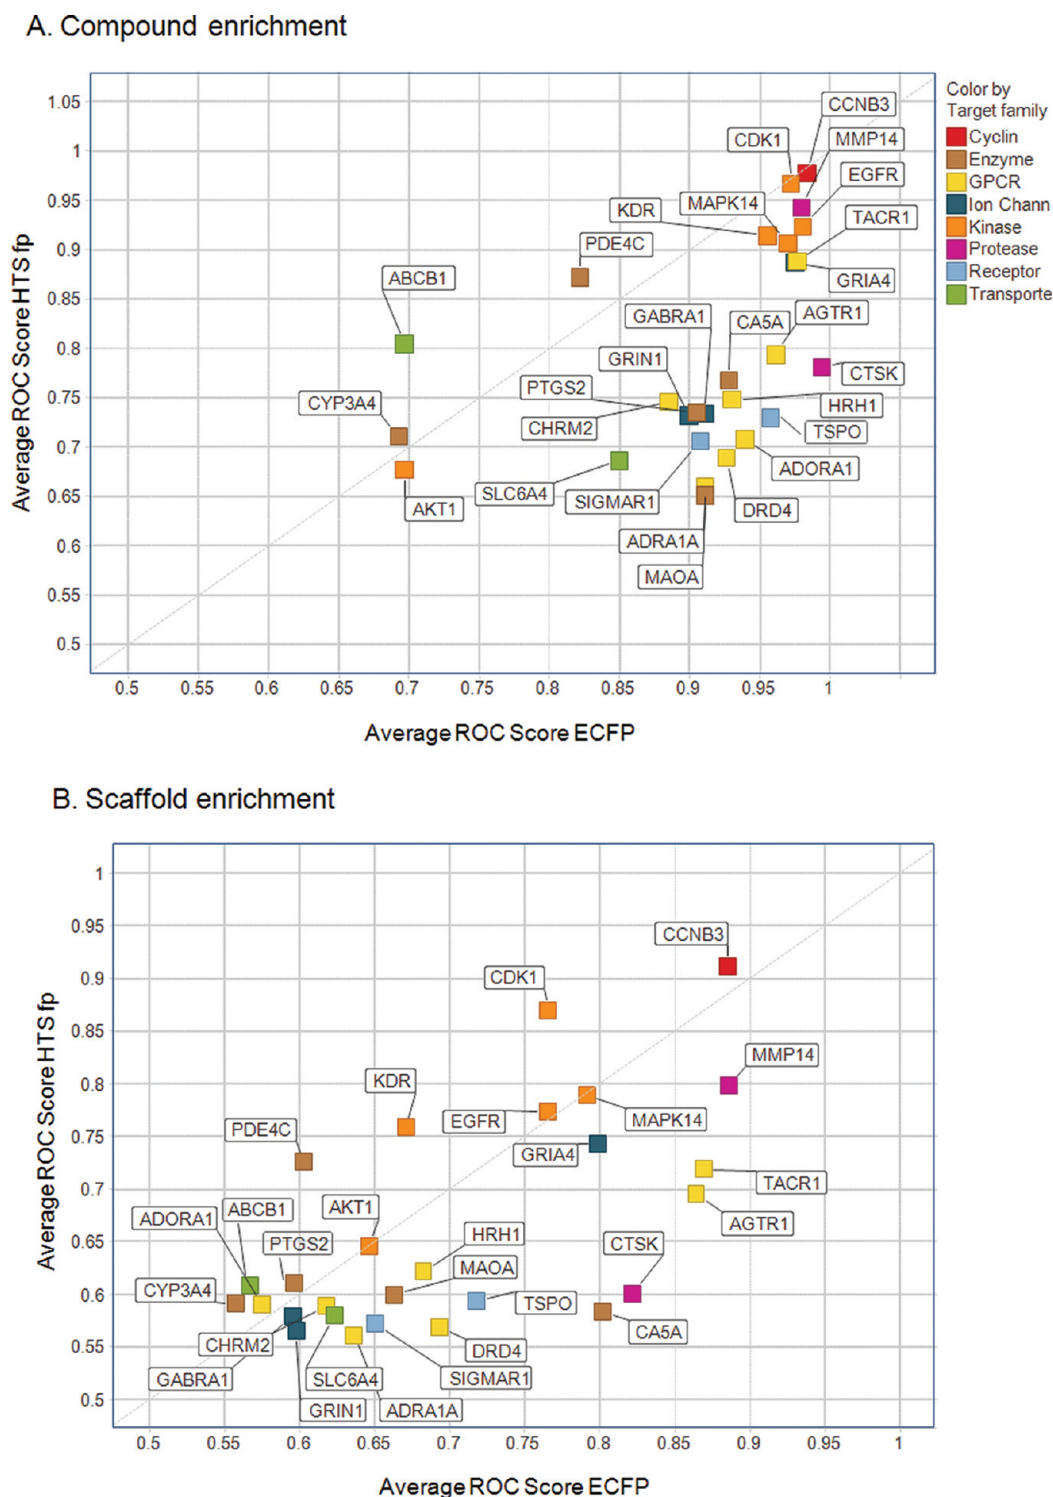 A. Compound enrichment
Color by
Target family
Cyclin
Enzyme
GPCR
Ion Chann
Kinase
Protease
Receptor
Transporte
Average ROC Score HTS fp
1.05
1
0.95
0.9
0.85
0.8
0.75
0.7
0.65
0.6
0.55
0.5
CCNB3
CDK1
MMP14
EGFR
MAPK14
KDR
TACR1
PDE4C
ABCB1
GRIA4
GABRA1
CA5A
AGTR1
GRIN1
CTSK
PTGS2
CYP3A4
HRH1
CHRM2
TSPO
ADORA1
SLC6A4
SIGMAR1
AKT1
DRD4
ADRA1A
MAOA
0.5 0.55 0.6 0.65 0.7 0.75 0.8 0.85 0.9 0.95 1
Average ROC Score ECFP
B. Scaffold enrichment
Average ROC Score HTS fp
1
0.95
0.9
0.85
0.8
0.75
0.7
0.65
0.6
0.55
0.5
CCNB3
CDK1
MMP14
KDR
EGFR
MAPK14
PDE4C
GRIA4
TACR1
ABCB1
AKT1
ADORA1
AGTR1
HRH1
PTGS2
CTSK
MAOA
CYP3A4
TSPO
CA5A
CHRM2
DRD4
GABRA1
SLC6A4
SIGMAR1
GRIN1
ADRA1A
0.5 0.55 0.6 0.65 0.7 0.75 0.8 0.85 0.9 0.95 1
Average ROC Score ECFP